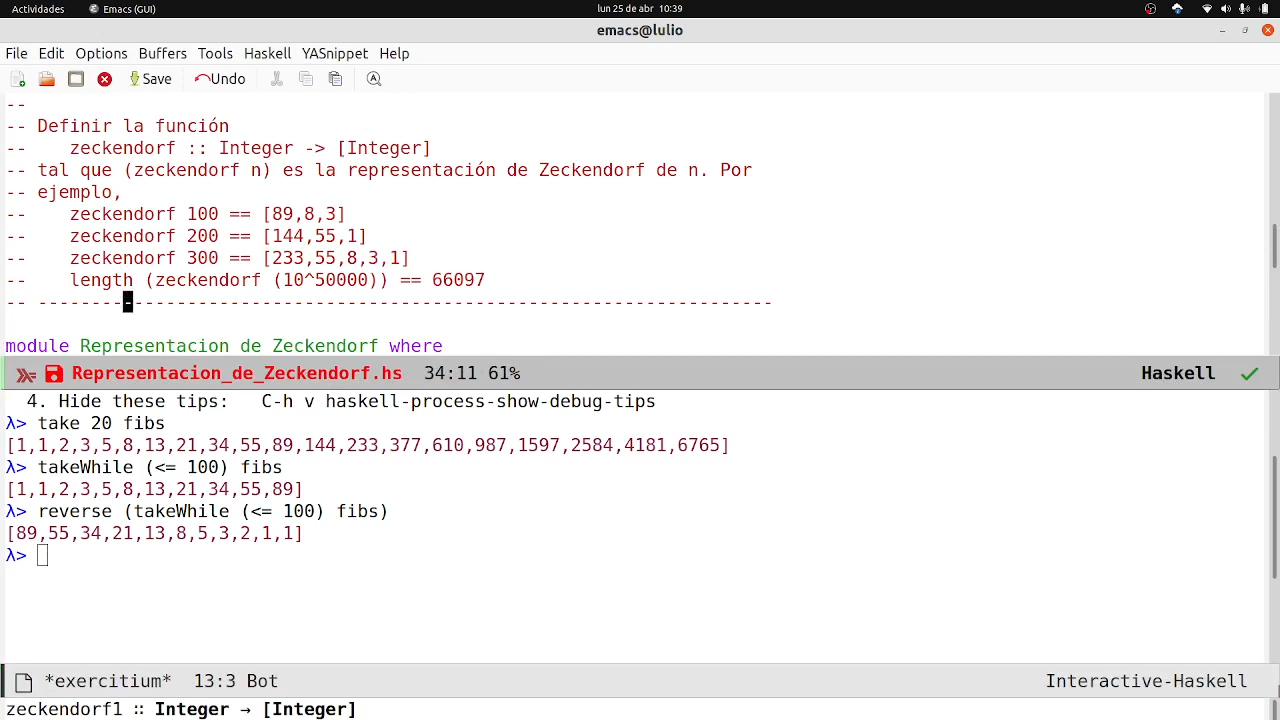 Actividades Emacs (GUI) lun 25 de abr 10:39
emacs@lulio
File Edit Options Buffers Tools Haskell YASnippet Help
Save Undo
--
-- Definir la función
--    zeckendorf :: Integer -> [Integer]
-- tal que (zeckendorf n) es la representación de Zeckendorf de n. Por
-- ejemplo,
--    zeckendorf 100 == [89,8,3]
--    zeckendorf 200 == [144,55,1]
--    zeckendorf 300 == [233,55,8,3,1]
--    length (zeckendorf (10^50000)) == 66097
-- ---------------------------------------------------------------------
module Representacion_de_Zeckendorf where
Representacion_de_Zeckendorf.hs 34:11 61% Haskell
4. Hide these tips:   C-h v haskell-process-show-debug-tips
λ> take 20 fibs
[1,1,2,3,5,8,13,21,34,55,89,144,233,377,610,987,1597,2584,4181,6765]
λ> takeWhile (<= 100) fibs
[1,1,2,3,5,8,13,21,34,55,89]
λ> reverse (takeWhile (<= 100) fibs)
[89,55,34,21,13,8,5,3,2,1,1]
λ>
*exercitium* 13:3 Bot Interactive-Haskell
zeckendorf1 ∷ Integer → [Integer]